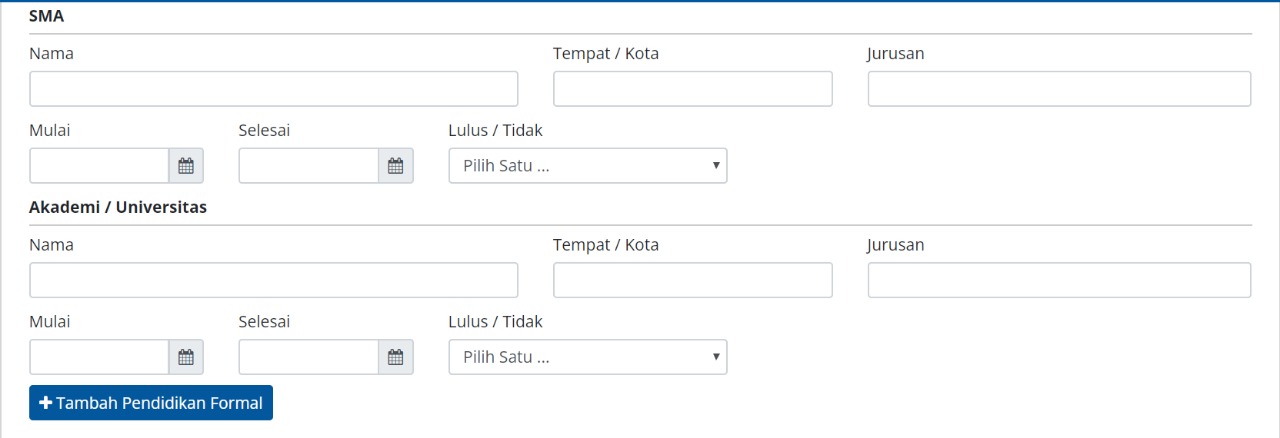 SMA
Nama Tempat / Kota Jurusan
Mulai Selesai Lulus / Tidak
Pilih Satu ...
Akademi / Universitas
Nama Tempat / Kota Jurusan
Mulai Selesai Lulus / Tidak
Pilih Satu ...
Tambah Pendidikan Formal